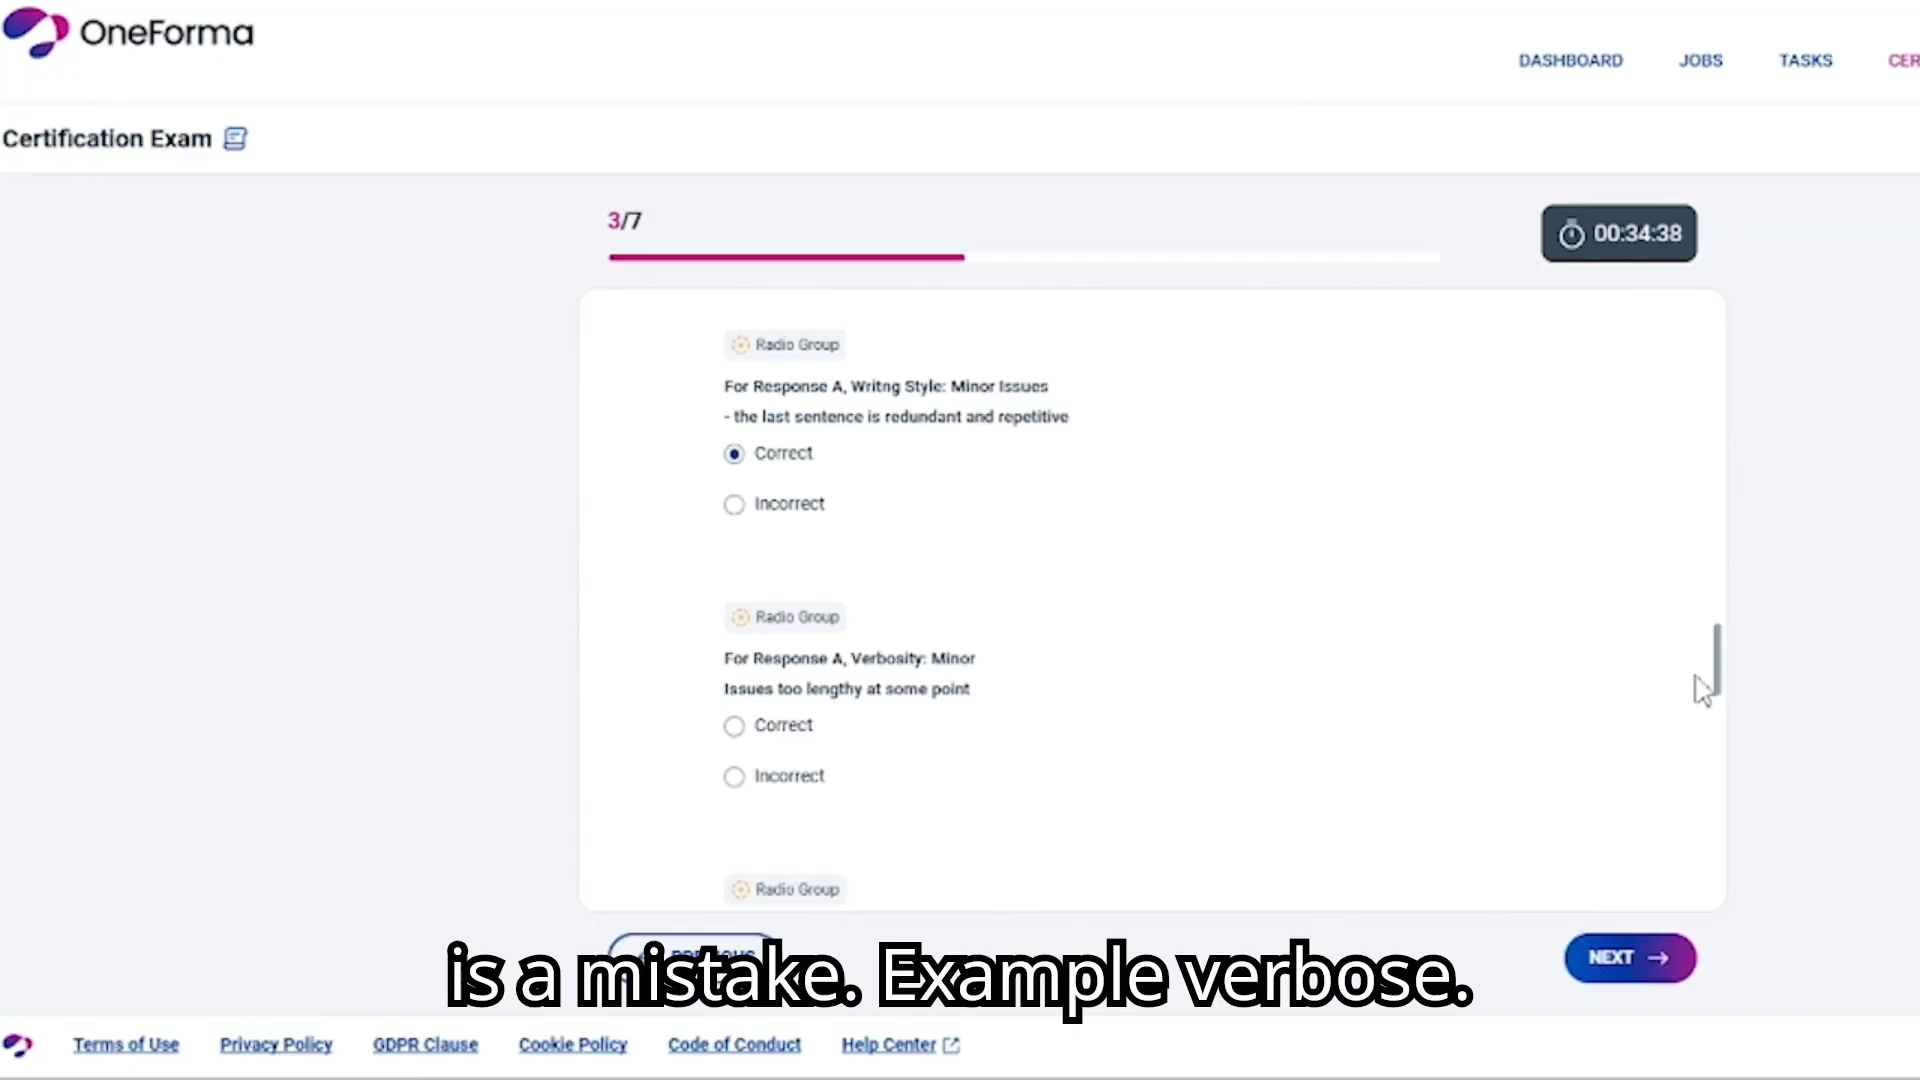 OneForma
DASHBOARD JOBS TASKS CER
Certification Exam
3/7
00:34:38
Radio Group
For Response A, Writng Style: Minor Issues
- the last sentence is redundant and repetitive
Correct
Incorrect
Radio Group
For Response A, Verbosity: Minor
Issues too lengthy at some point
Correct
Incorrect
Radio Group
NEXT
is a mistake. Example verbose.
Terms of Use Privacy Policy GDPR Clause Cookie Policy Code of Conduct Help Center